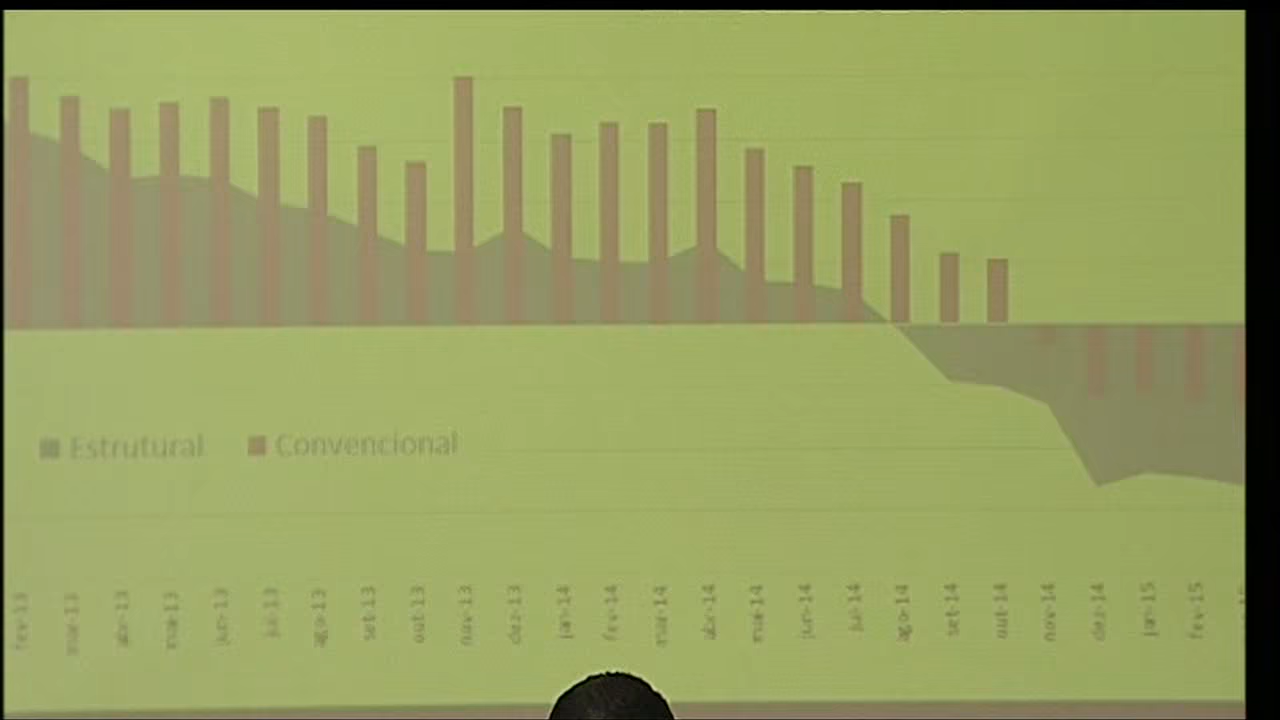 Estrutural Convencional
fev-13 mar-13 abr-13 mai-13 jun-13 jul-13 ago-13 set-13 out-13 nov-13 dez-13 jan-14 fev-14 mar-14 abr-14 mai-14 jun-14 jul-14 ago-14 set-14 out-14 nov-14 dez-14 jan-15 fev-15